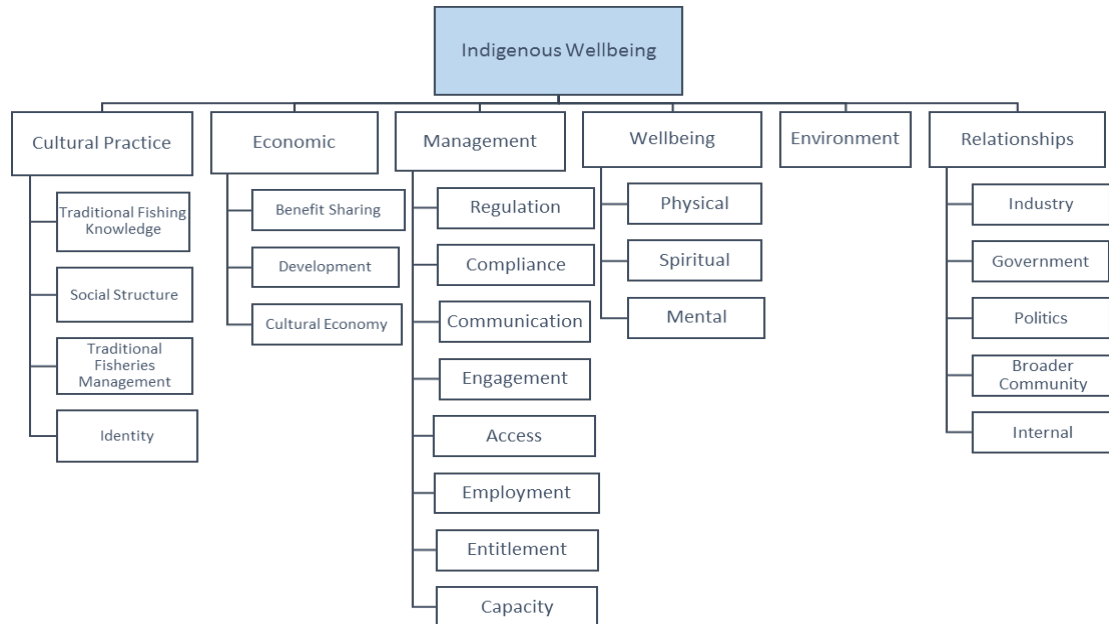 Indigenous Wellbeing
Cultural Practice
Traditional Fishing
Knowledge
Social Structure
Traditional
Fisheries
Management
Identity
Economic
Benefit Sharing
Development
Cultural Economy
Management
Regulation
Compliance
Communication
Engagement
Access
Employment
Entitlement
Capacity
Wellbeing
Physical
Spiritual
Mental
Environment
Relationships
Industry
Government
Politics
Broader
Community
Internal